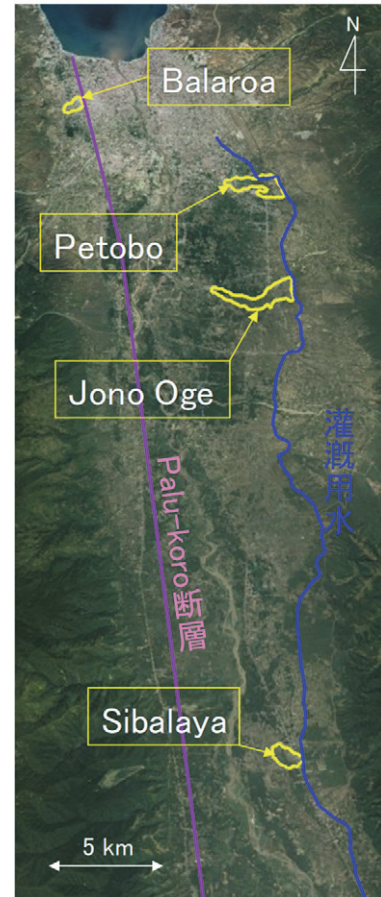 N
Balaroa
Petobo
Jono Oge
灌漑用水
Palu-koro断層
Sibalaya
5 km